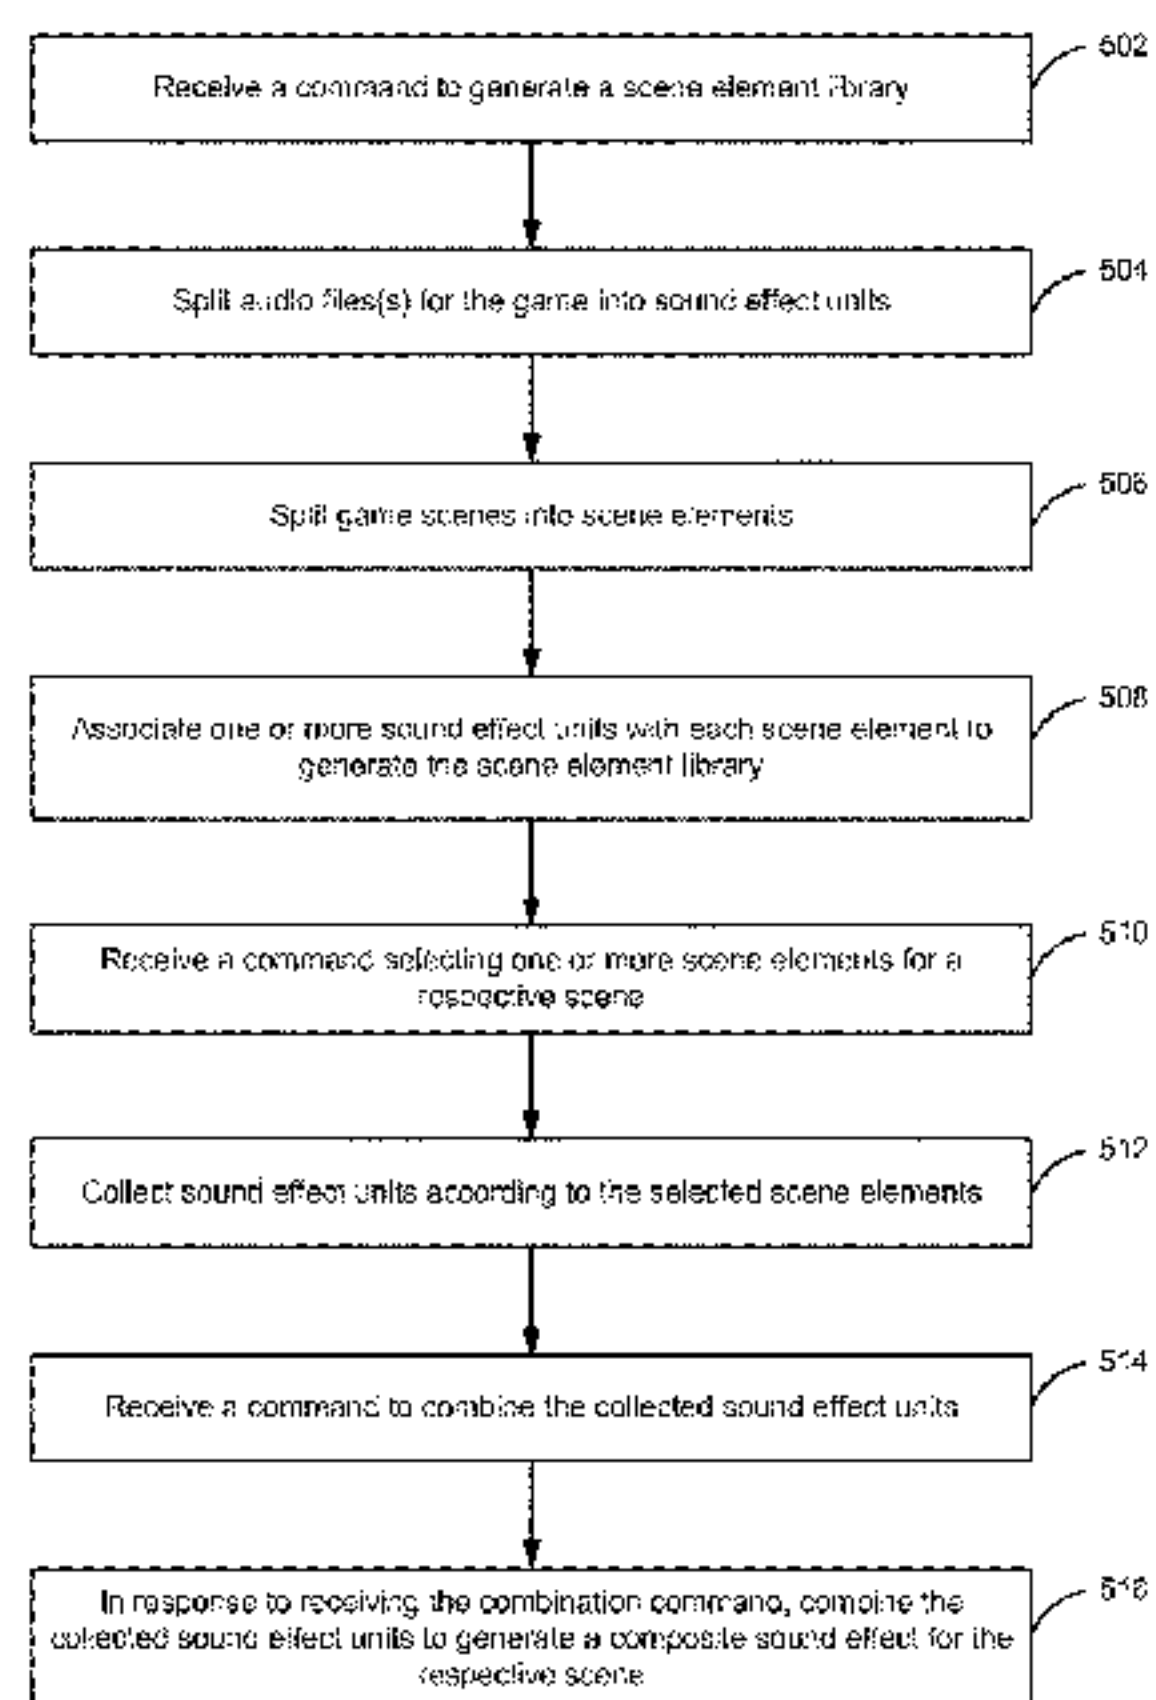 502
Receive a command to generate a scene element library
504
Split audio files(s) for the game into sound effect units
506
Split game scenes into scene elements
508
Associate one or more sound effect units with each scene element to
generate the scene element library
510
Receive a command selecting one or more scene elements for a
respective scene
512
Collect sound effect units according to the selected scene elements
514
Receive a command to combine the collected sound effect units
516
In response to receiving the combination command, combine the
collected sound effect units to generate a composite sound effect for the
respective scene